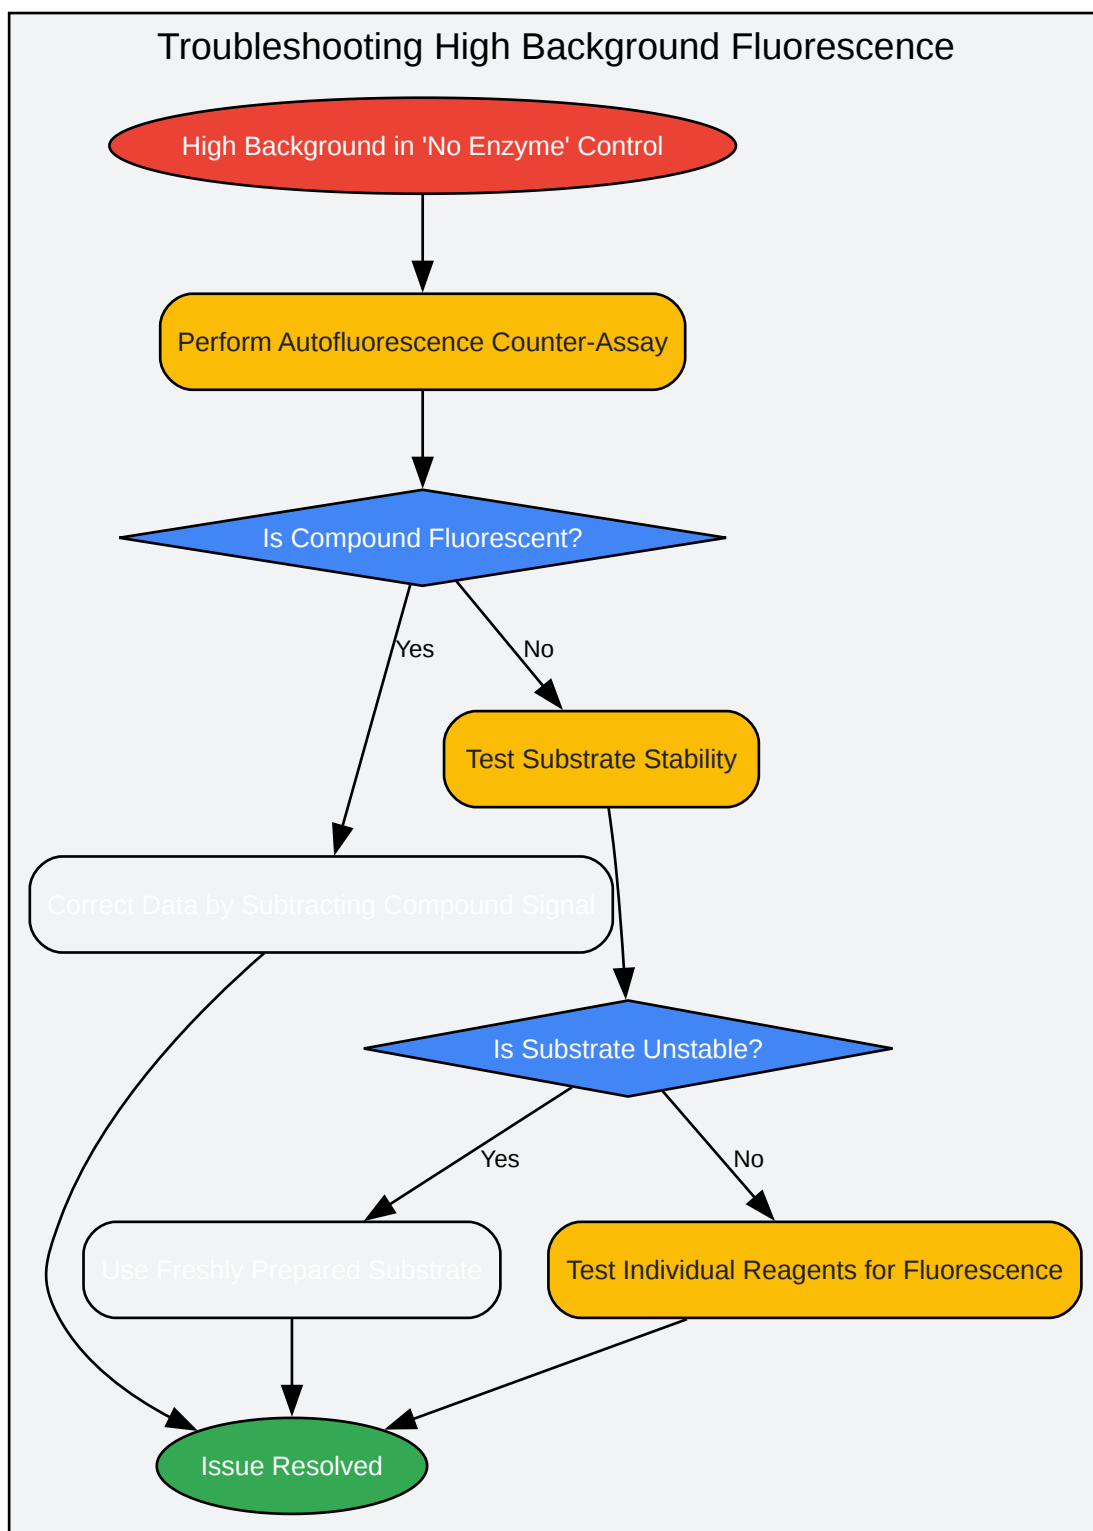 Troubleshooting High Background Fluorescence
High Background in 'No Enzyme' Control
Perform Autofluorescence Counter-Assay
Is Compound Fluorescent?
Yes
No
Test Substrate Stability
Correct Data by Subtracting Compound Signal
Is Substrate Unstable?
Yes
No
Use Freshly Prepared Substrate
Test Individual Reagents for Fluorescence
Issue Resolved